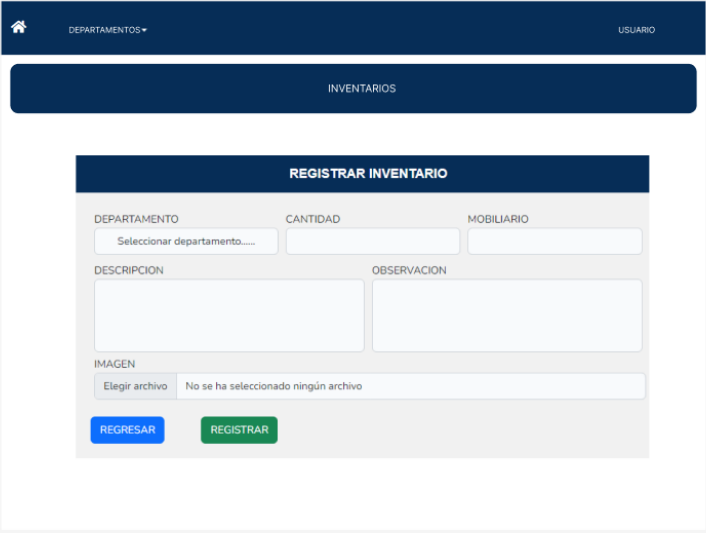 DEPARTAMENTOS USUARIO
INVENTARIOS
REGISTRAR INVENTARIO
DEPARTAMENTO CANTIDAD MOBILIARIO
Seleccionar departamento......
DESCRIPCION OBSERVACION
IMAGEN
Elegir archivo No se ha seleccionado ningún archivo
REGRESAR REGISTRAR